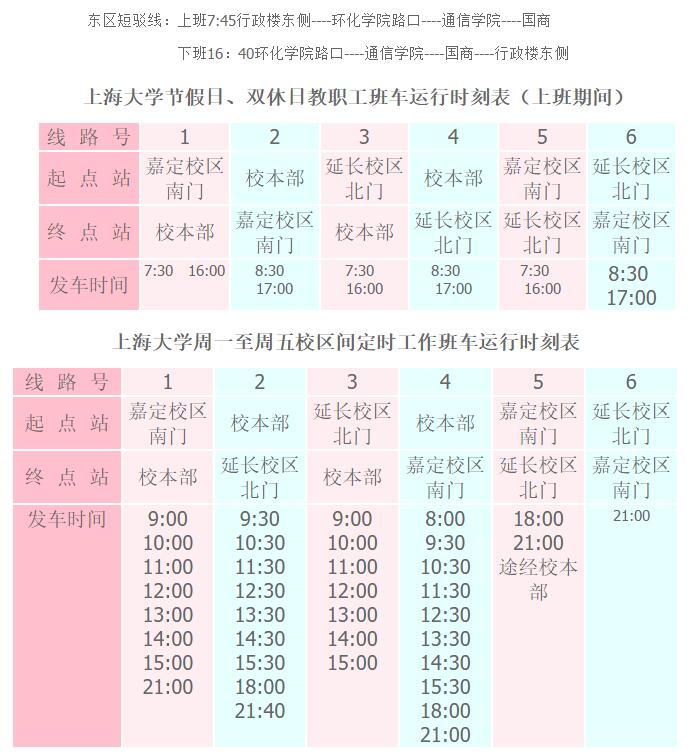 东区短驳线：上班7:45行政楼东侧----环化学院路口----通信学院----国商
下班16：40环化学院路口----通信学院----国商----行政楼东侧
上海大学节假日、双休日教职工班车运行时刻表（上班期间）
线 路 号 1 2 3 4 5 6
起 点 站 嘉定校区南门 校本部 延长校区北门 校本部 嘉定校区南门 延长校区北门
终 点 站 校本部 嘉定校区南门 校本部 延长校区北门 延长校区北门 嘉定校区南门
发车时间 7:30 16:00 8:30 17:00 7:30 16:00 8:30 17:00 7:30 16:00 8:30 17:00
上海大学周一至周五校区间定时工作班车运行时刻表
线 路 号 1 2 3 4 5 6
起 点 站 嘉定校区南门 校本部 延长校区北门 校本部 嘉定校区南门 延长校区北门
终 点 站 校本部 延长校区北门 校本部 嘉定校区南门 延长校区北门 嘉定校区南门
发车时间 9:00 9:30 9:00 8:00 18:00 21:00
10:00 10:30 10:00 9:30 21:00
11:00 11:30 11:00 10:30 途经校本部
12:00 12:30 12:00 11:30
13:00 13:30 13:00 12:30
14:00 14:30 14:00 13:30
15:00 15:30 15:00 14:30
21:00 18:00 15:30
21:40 18:00
21:00